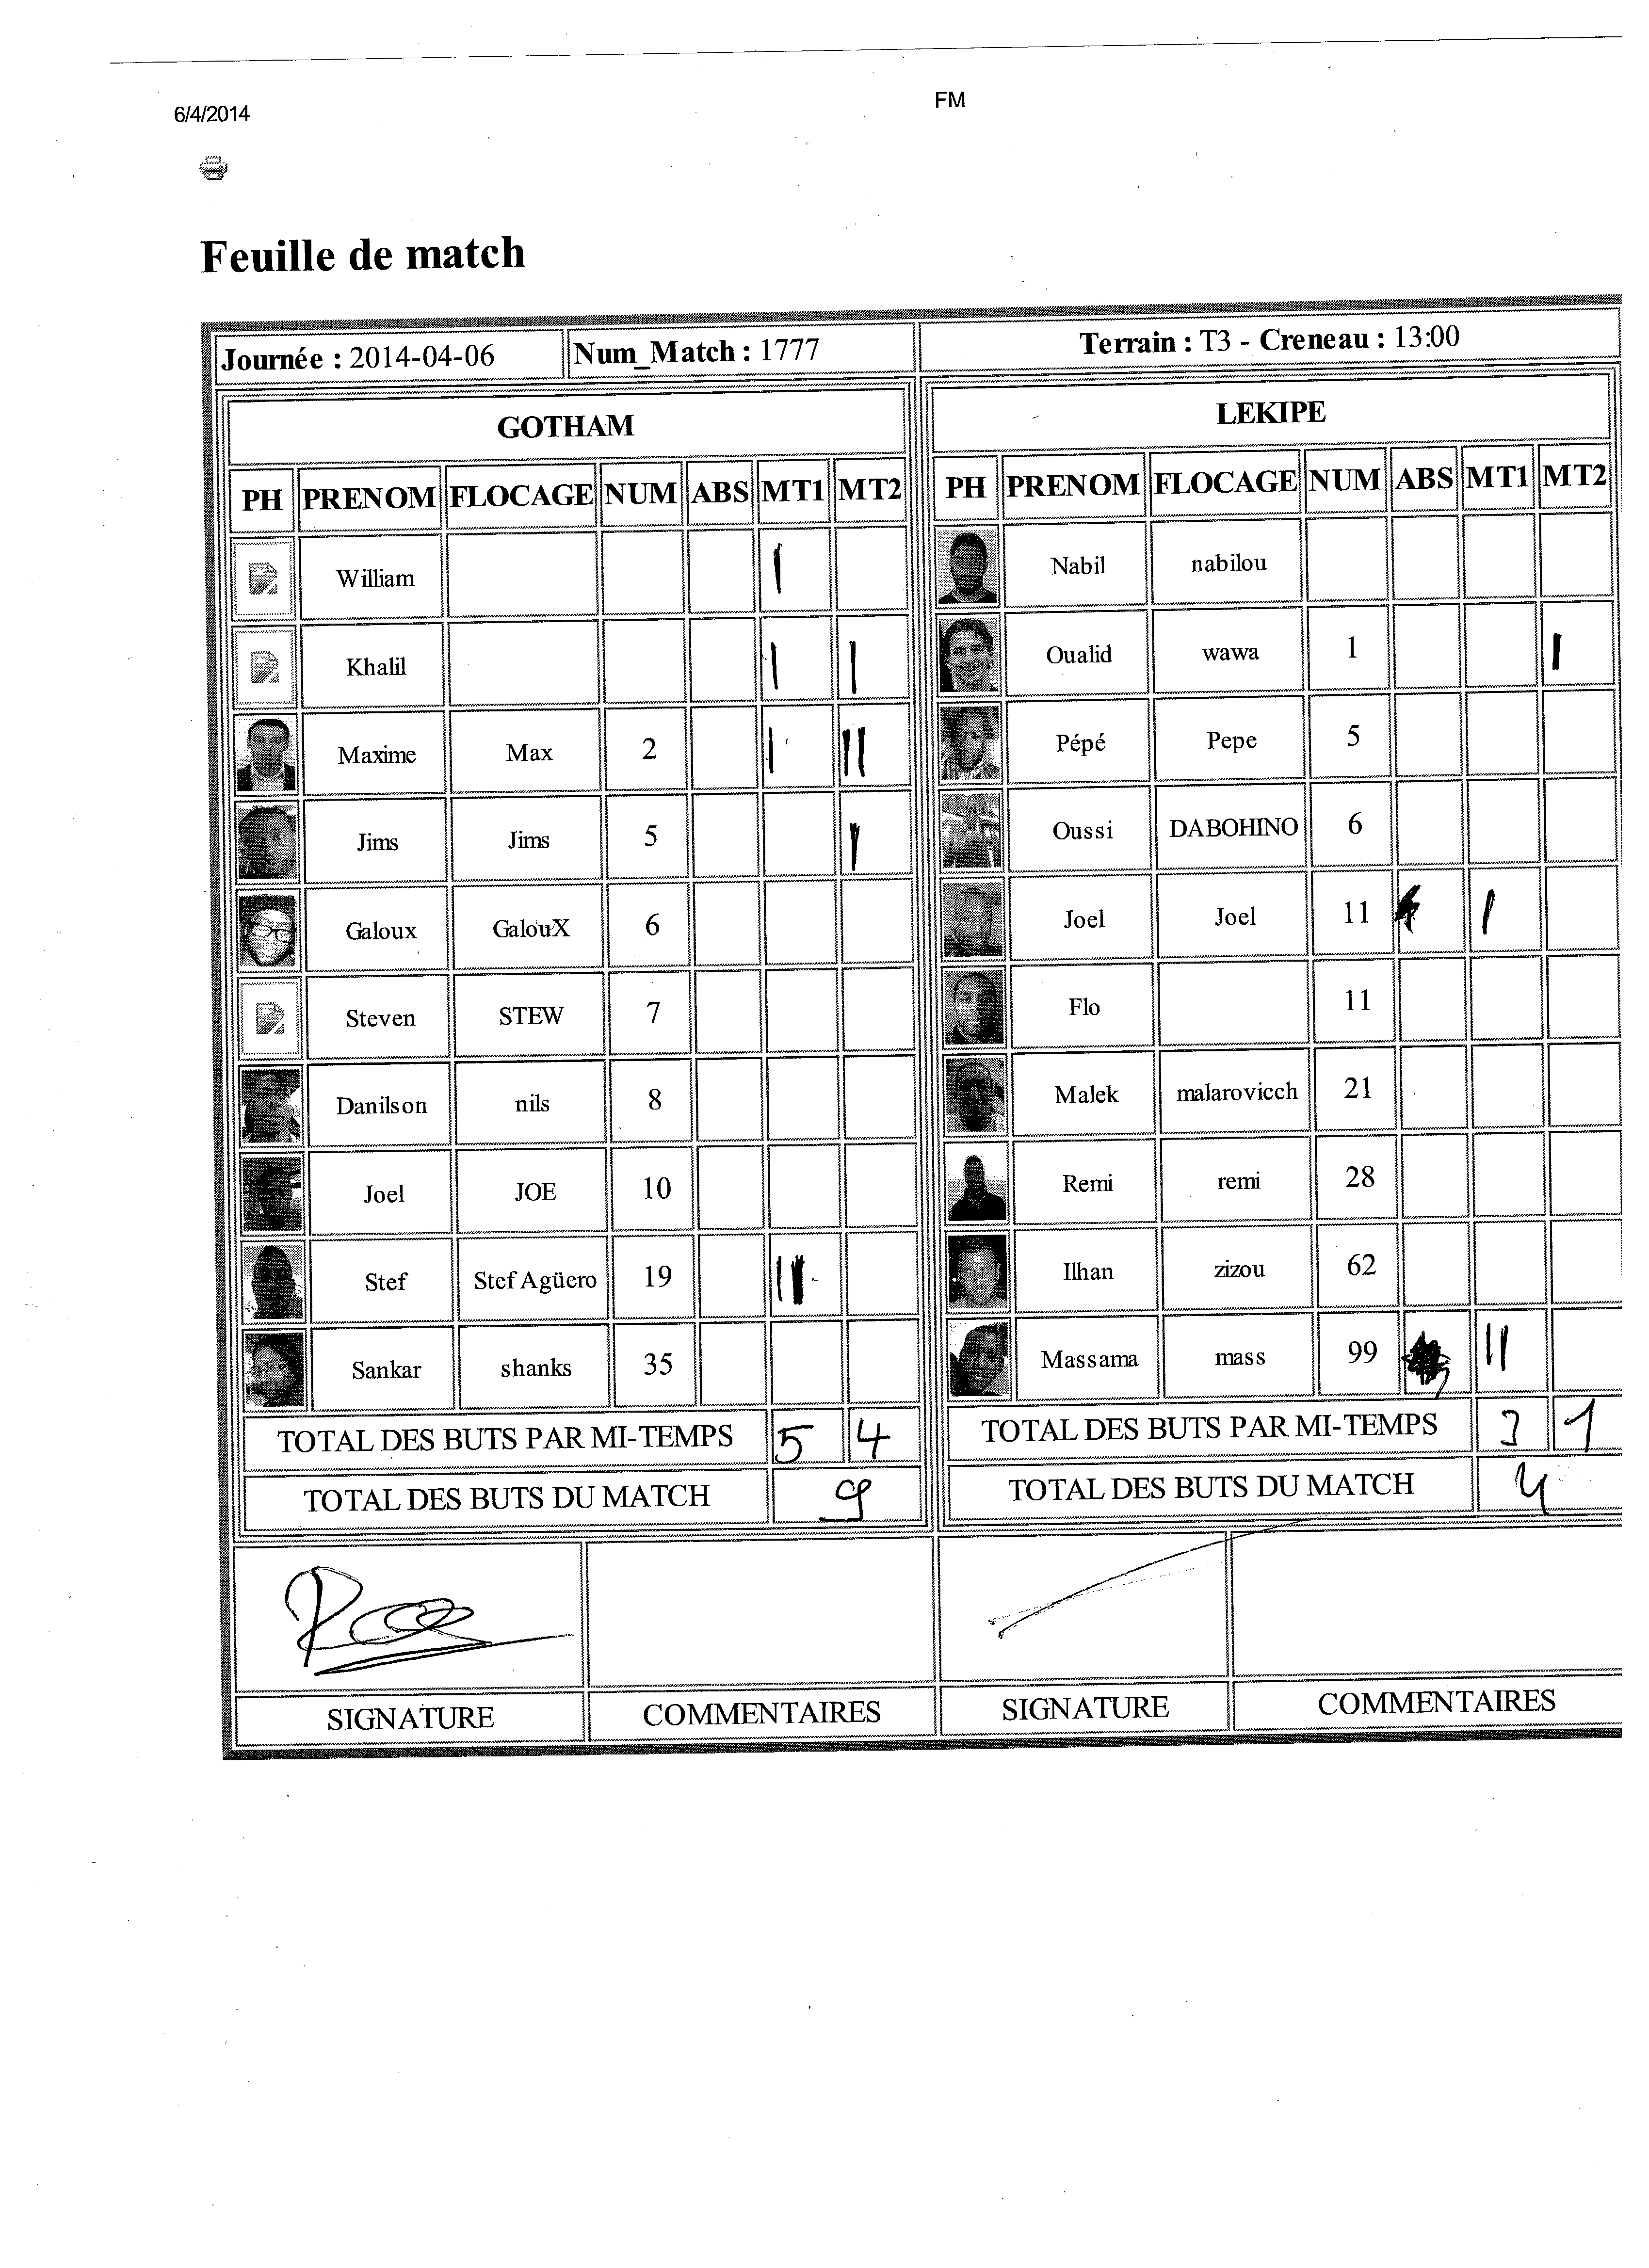 6/4/2014 FM
Feuille de match
Journée : 2014-04-06 Num_Match : 1777 Terrain : T3 - Creneau : 13:00
GOTHAM LEKIPE
PH PRENOM FLOCAGE NUM ABS MT1 MT2 PH PRENOM FLOCAGE NUM ABS MT1 MT2
William | Nabil nabilou
Khalil | | Oualid wawa 1 |
Maxime Max 2 | || Pépé Pepe 5
Jims Jims 5 | Oussi DABOHINO 6
Galoux GalouX 6 Joel Joel 11 |
Steven STEW 7 Flo 11
Danilson nils 8 Malek malarovicch 21
Joel JOE 10 Remi remi 28
Stef Stef Agüero 19 || Ilhan zizou 62
Sankar shanks 35 Massama mass 99 ||
TOTAL DES BUTS PAR MI-TEMPS 5 4 TOTAL DES BUTS PAR MI-TEMPS 3 1
TOTAL DES BUTS DU MATCH 9 TOTAL DES BUTS DU MATCH 4
SIGNATURE COMMENTAIRES SIGNATURE COMMENTAIRES